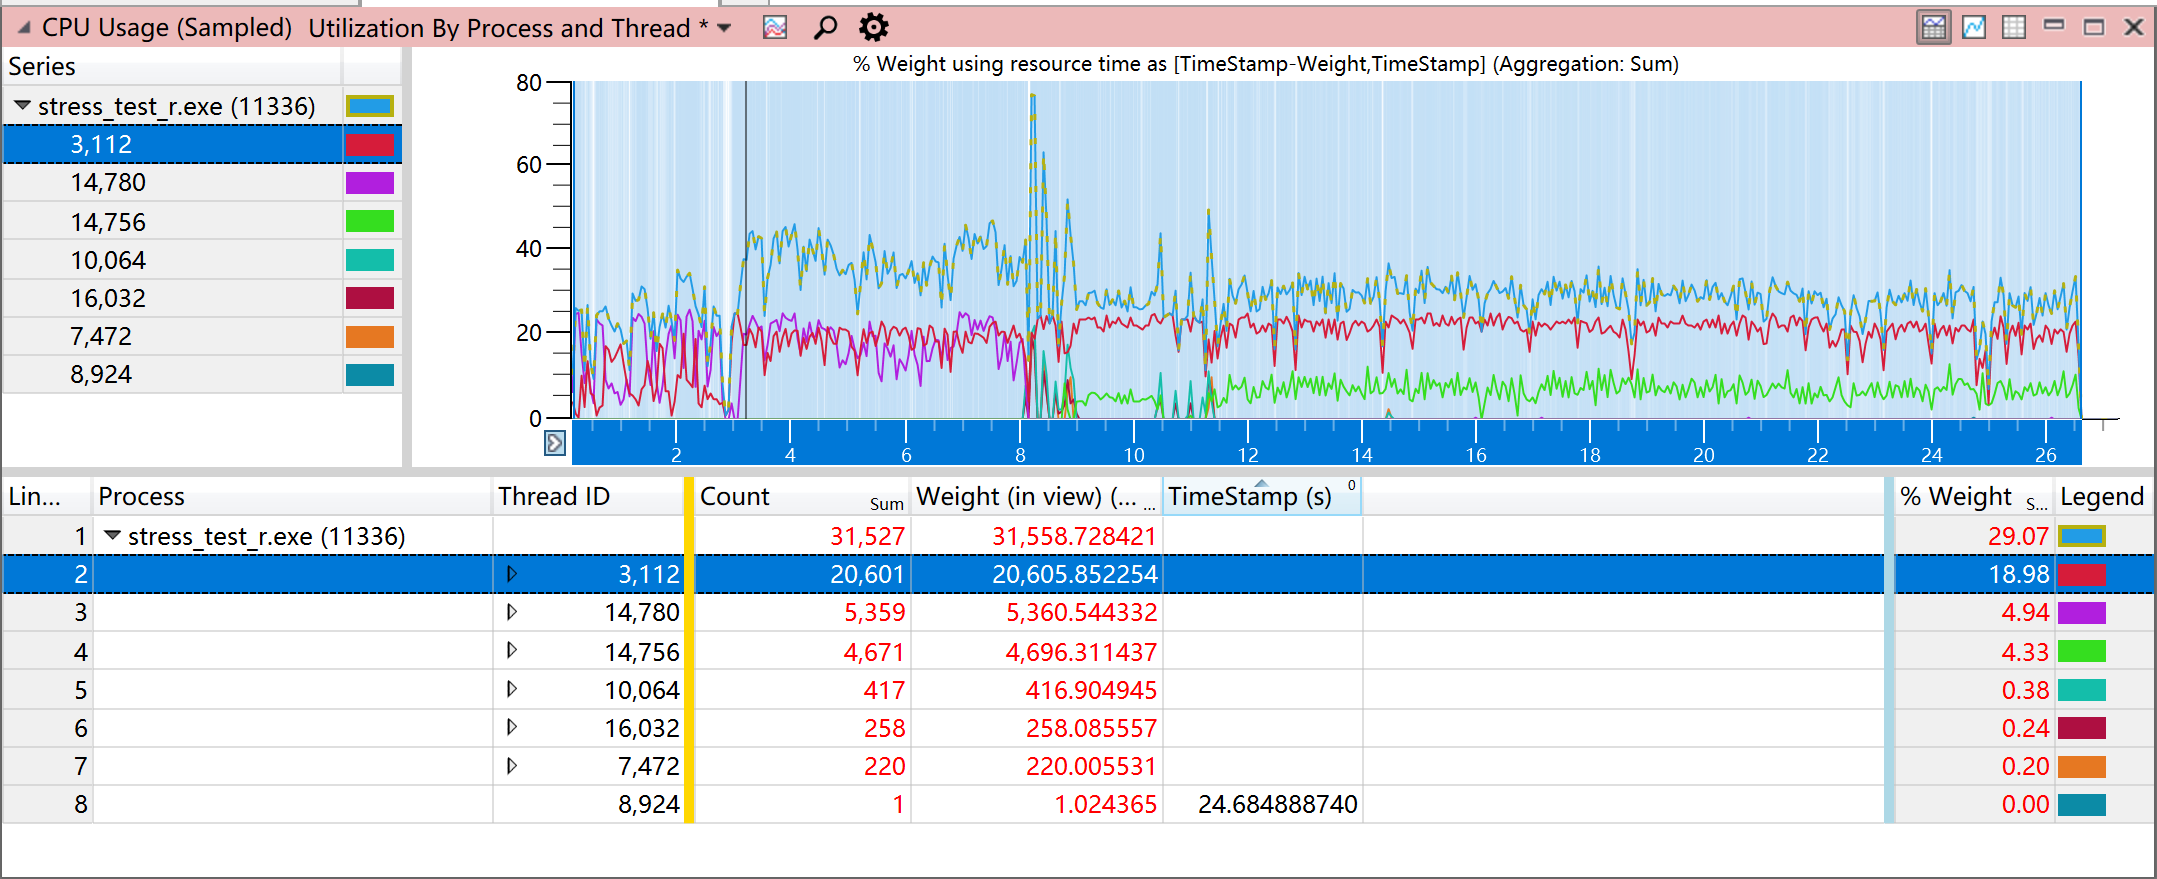 CPU Usage (Sampled) Utilization By Process and Thread *
Series
stress_test_r.exe (11336)
3,112
14,780
14,756
10,064
16,032
7,472
8,924
% Weight using resource time as [TimeStamp-Weight,TimeStamp] (Aggregation: Sum)
80
60
40
20
0
2 4 6 8 10 12 14 16 18 20 22 24 26
Lin... Process Thread ID Count Sum Weight (in view) (... ... TimeStamp (s) 0 % Weight S... Legend
1 stress_test_r.exe (11336) 31,527 31,558.728421 29.07
2 3,112 20,601 20,605.852254 18.98
3 14,780 5,359 5,360.544332 4.94
4 14,756 4,671 4,696.311437 4.33
5 10,064 417 416.904945 0.38
6 16,032 258 258.085557 0.24
7 7,472 220 220.005531 0.20
8 8,924 1 1.024365 24.684888740 0.00